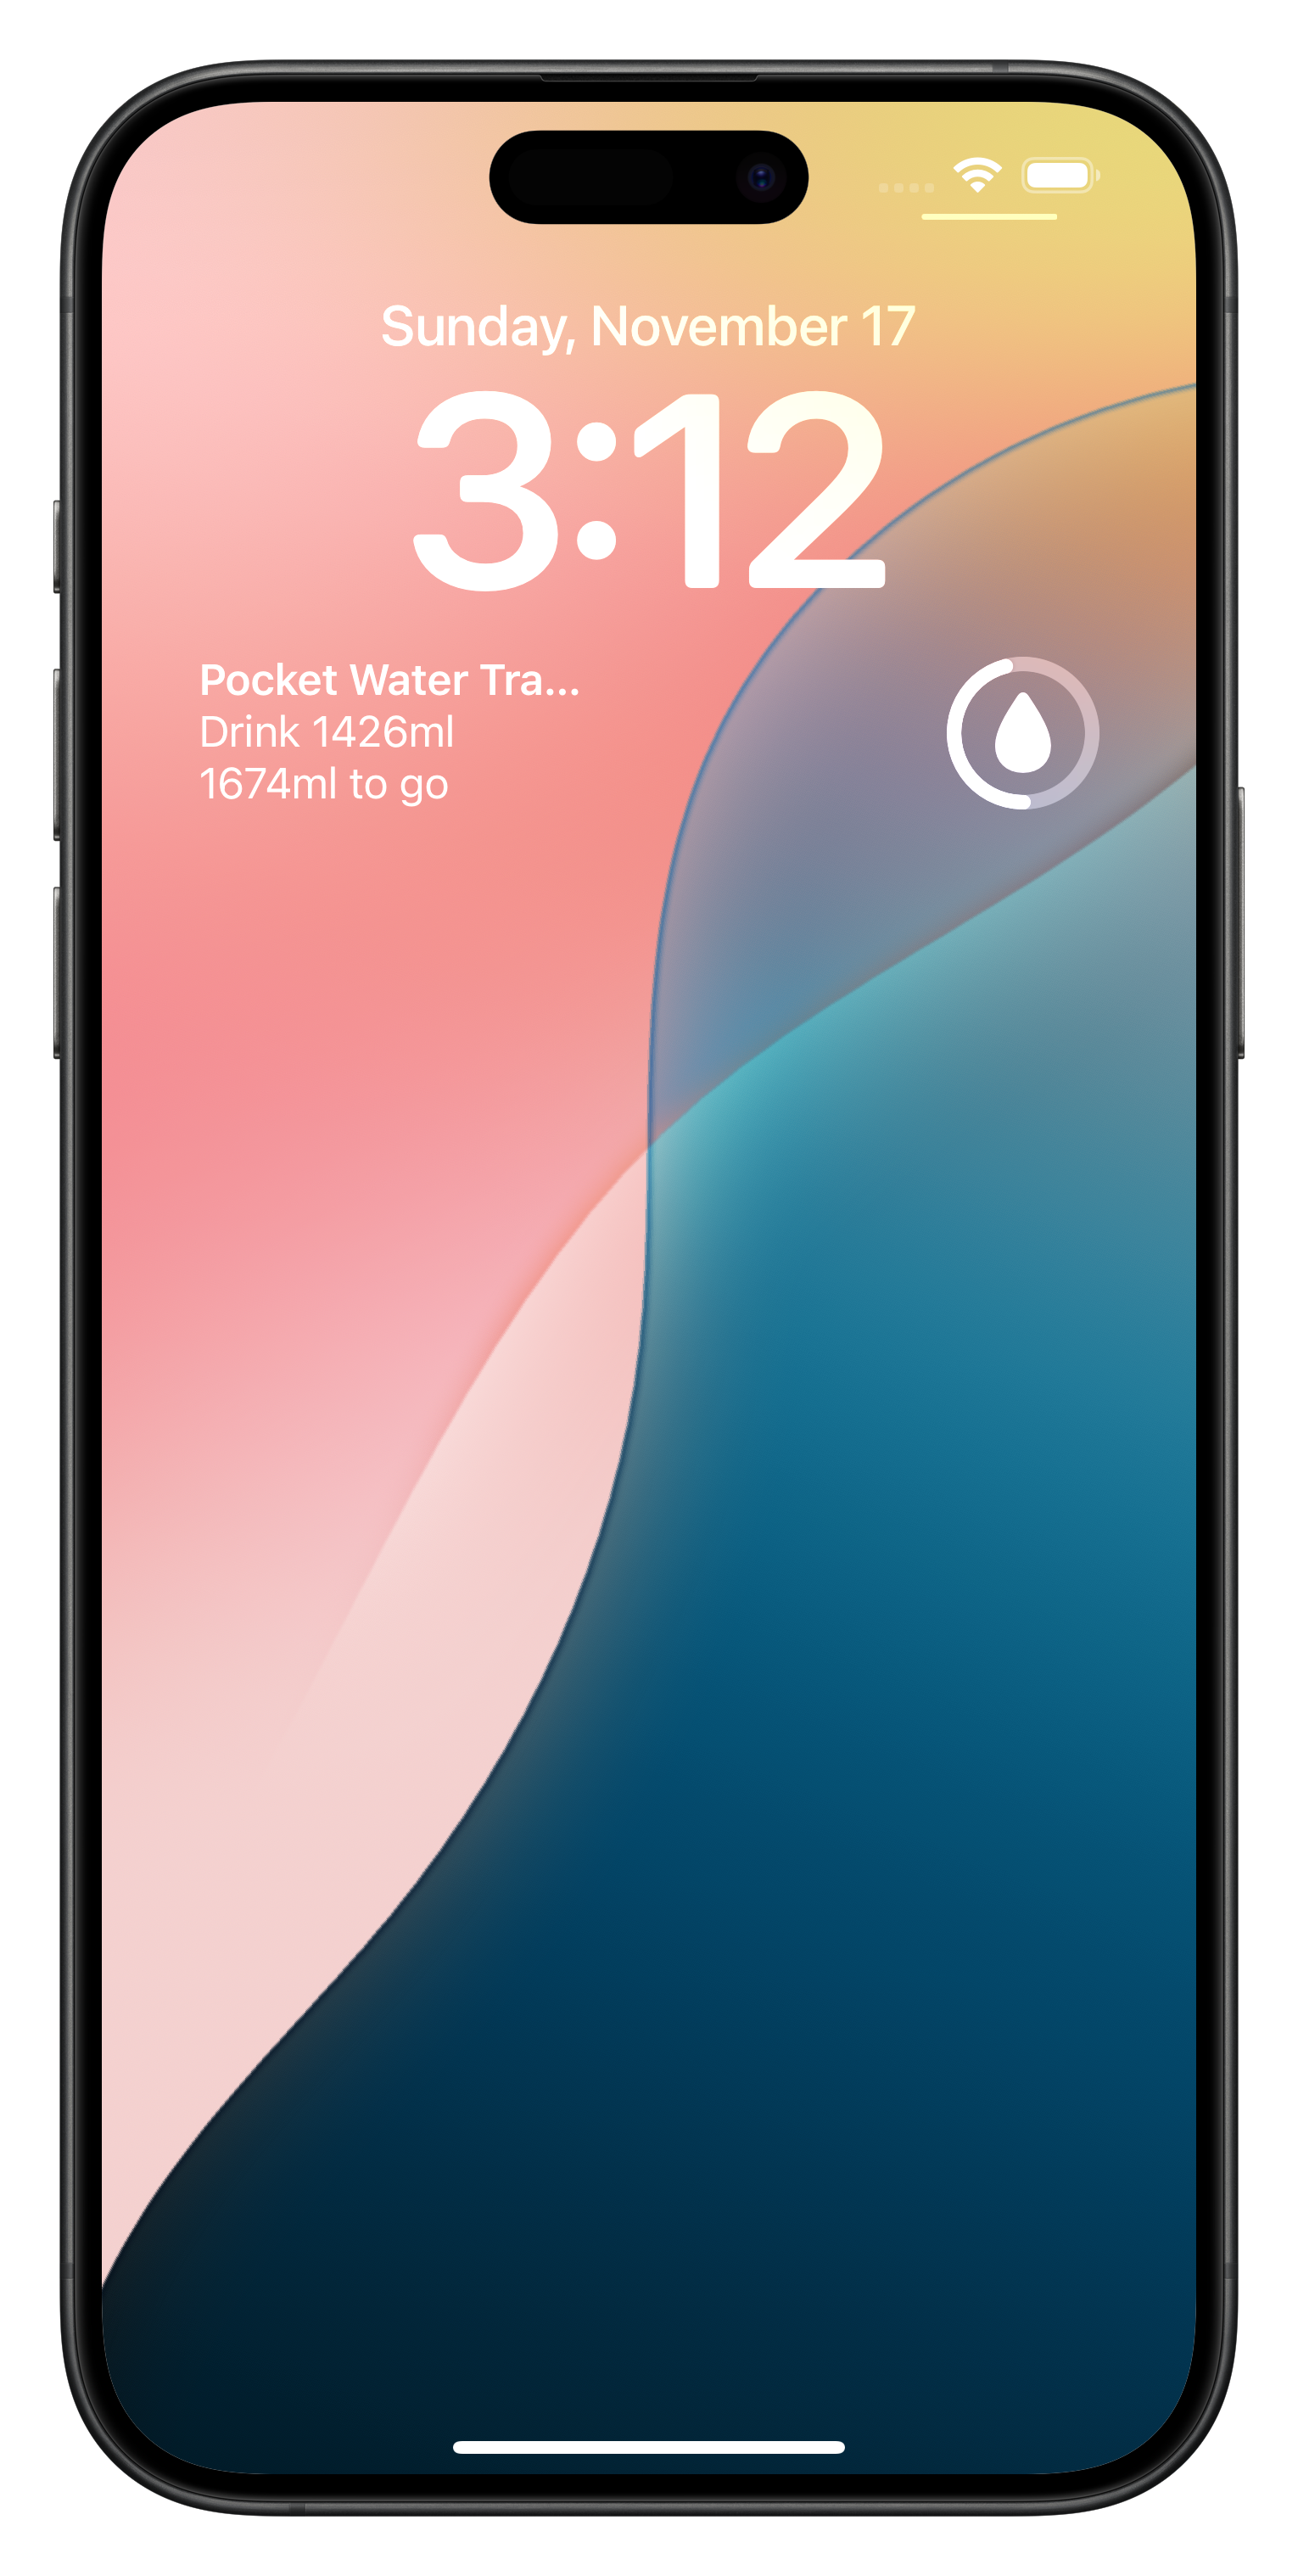 Sunday, November 17
3:12
Pocket Water Tra...
Drink 1426ml
1674ml to go